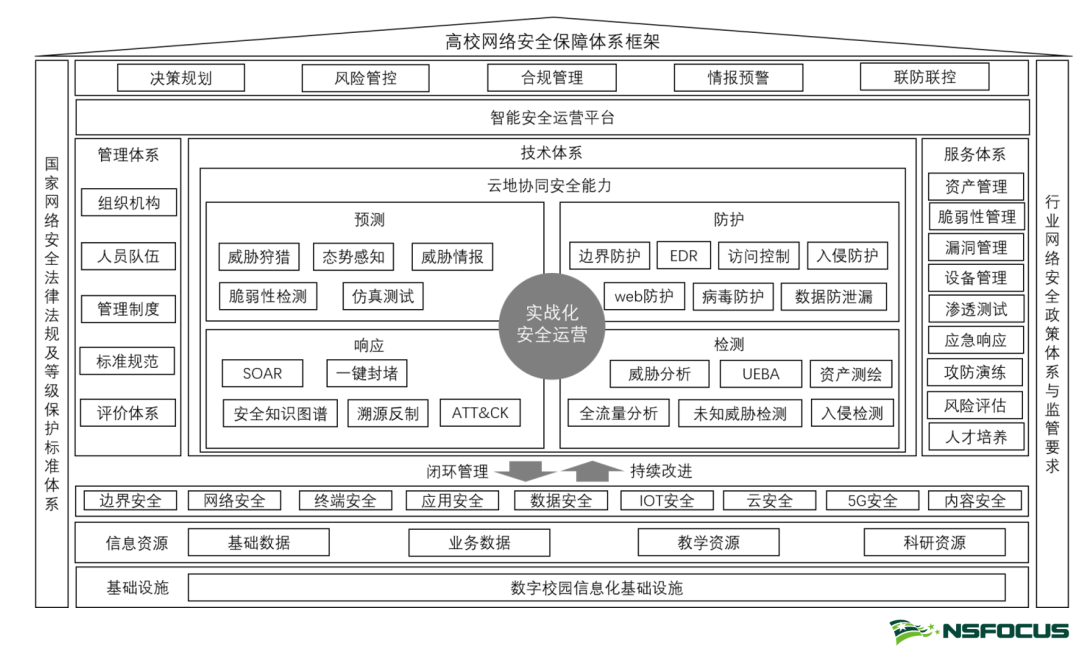 高校网络安全保障体系框架
决策规划
风险管控
合规管理
情报预警
联防联控
智能安全运营平台
国家网络安全法律法规及等级保护标准体系
管理体系
组织机构
人员队伍
管理制度
标准规范
评价体系
技术体系
云地协同安全能力
预测
威胁狩猎
态势感知
威胁情报
脆弱性检测
仿真测试
防护
边界防护
EDR
访问控制
入侵防护
web防护
病毒防护
数据防泄漏
实战化
安全运营
响应
SOAR
一键封堵
安全知识图谱
溯源反制
ATT&CK
检测
威胁分析
UEBA
资产测绘
全流量分析
未知威胁检测
入侵检测
服务体系
资产管理
脆弱性管理
漏洞管理
设备管理
渗透测试
应急响应
攻防演练
风险评估
人才培养
行业网络安全政策体系与监管要求
闭环管理
持续改进
边界安全
网络安全
终端安全
应用安全
数据安全
IOT安全
云安全
5G安全
内容安全
信息资源
基础数据
业务数据
教学资源
科研资源
基础设施
数字校园信息化基础设施
NSFOCUS